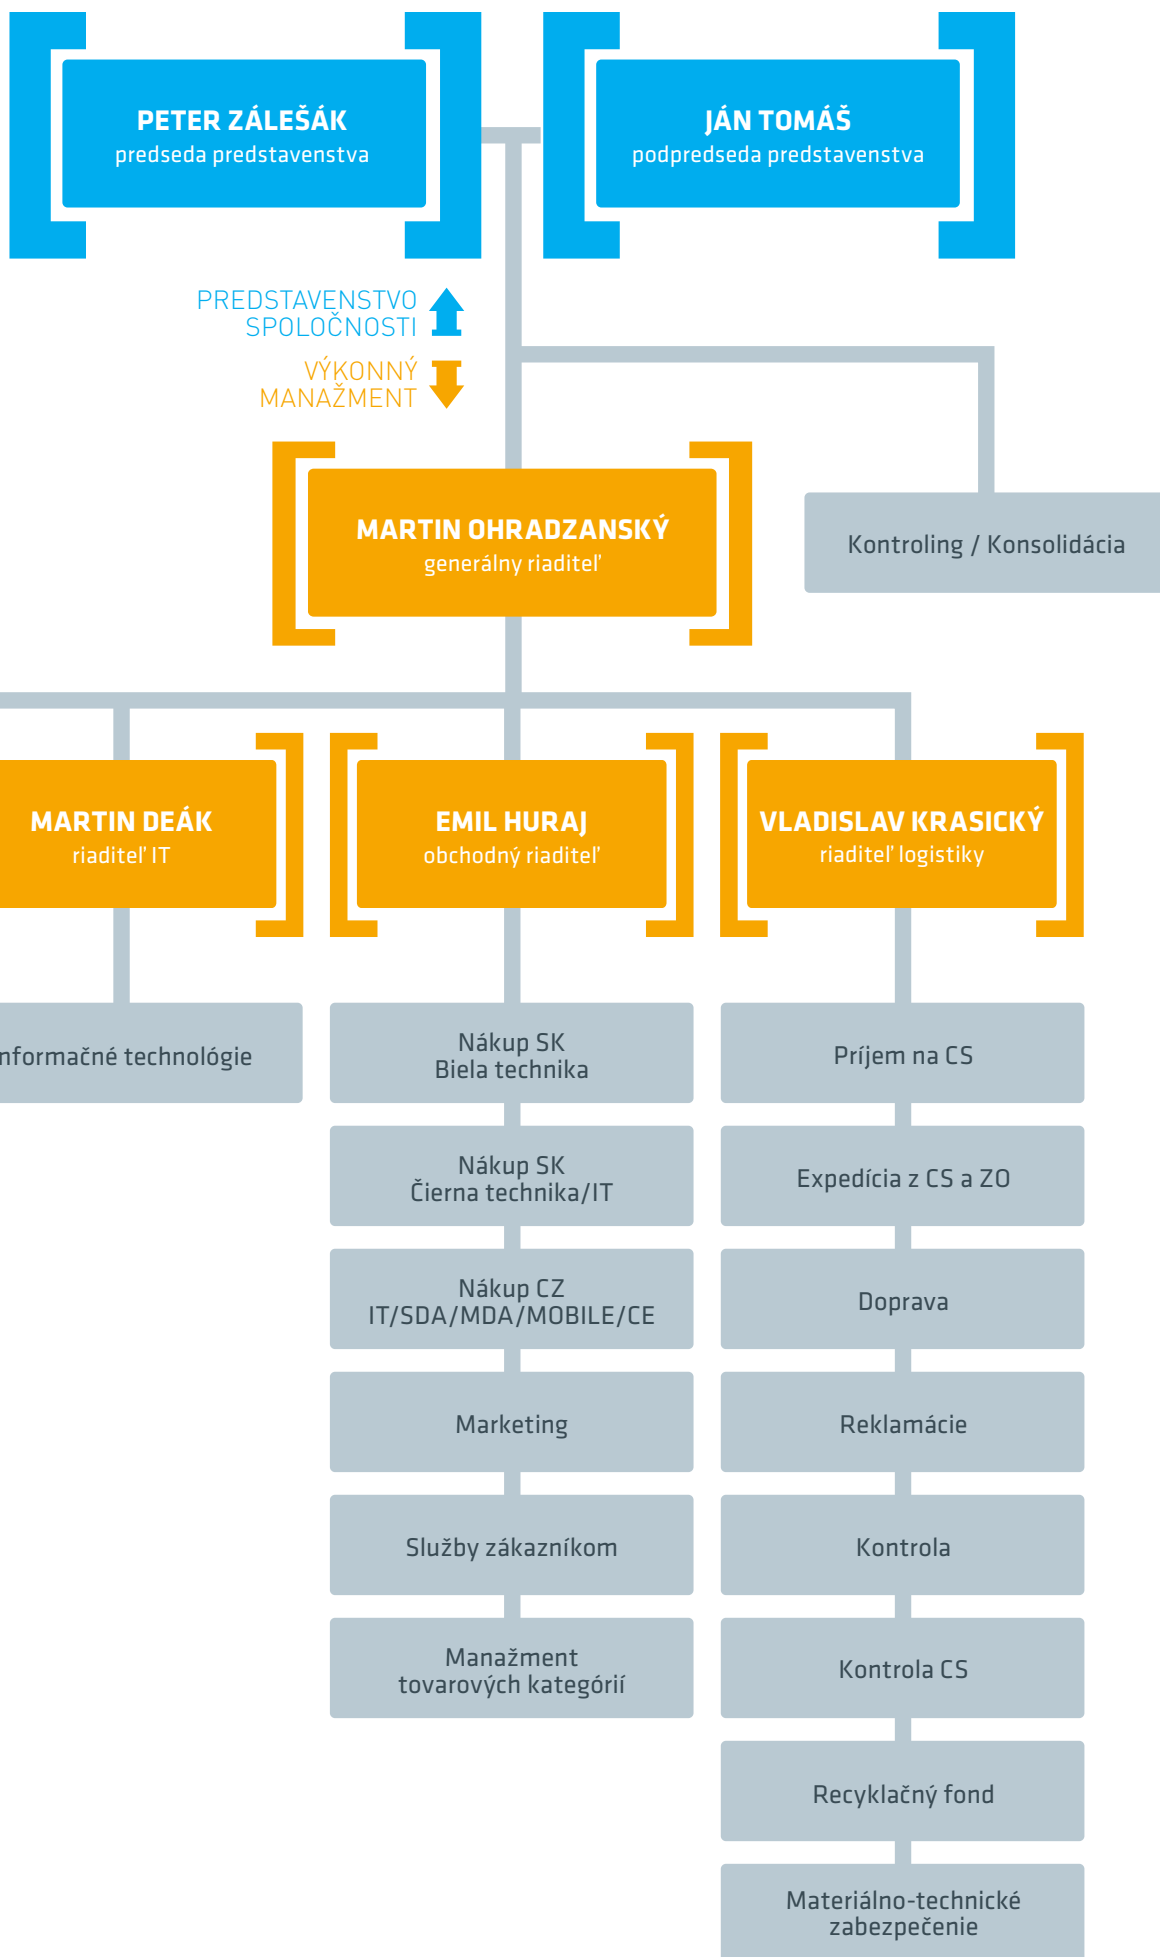 PETER ZÁLEŠÁK
predseda predstavenstva
JÁN TOMÁŠ
podpredseda predstavenstva
PREDSTAVENSTVO
SPOLOČNOSTI
VÝKONNÝ
MANAŽMENT
MARTIN OHRADZANSKÝ
generálny riaditeľ
Kontroling / Konsolidácia
MARTIN DEÁK
riaditeľ IT
EMIL HURAJ
obchodný riaditeľ
VLADISLAV KRASICKÝ
riaditeľ logistiky
nformačné technológie
Nákup SK
Biela technika
Nákup SK
Čierna technika/IT
Nákup CZ
IT/SDA/MDA/MOBILE/CE
Marketing
Služby zákazníkom
Manažment
tovarových kategórií
Príjem na CS
Expedícia z CS a ZO
Doprava
Reklamácie
Kontrola
Kontrola CS
Recyklačný fond
Materiálno-technické
zabezpečenie